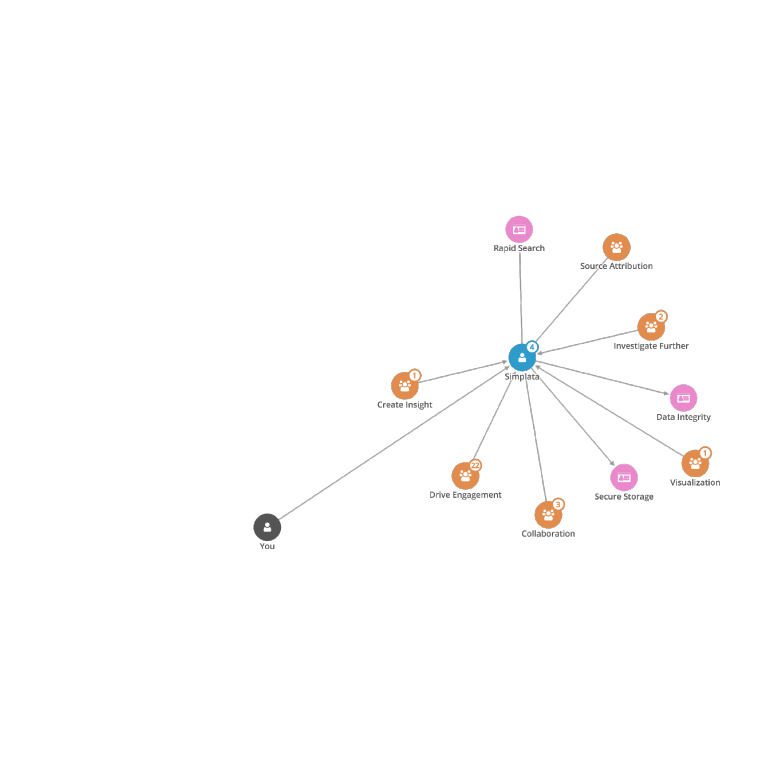 Rapid Search
Source Attribution
2
Investigate Further
4
Simplata
1
Create Insight
Data Integrity
1
Visualization
22
Drive Engagement
Secure Storage
3
Collaboration
You